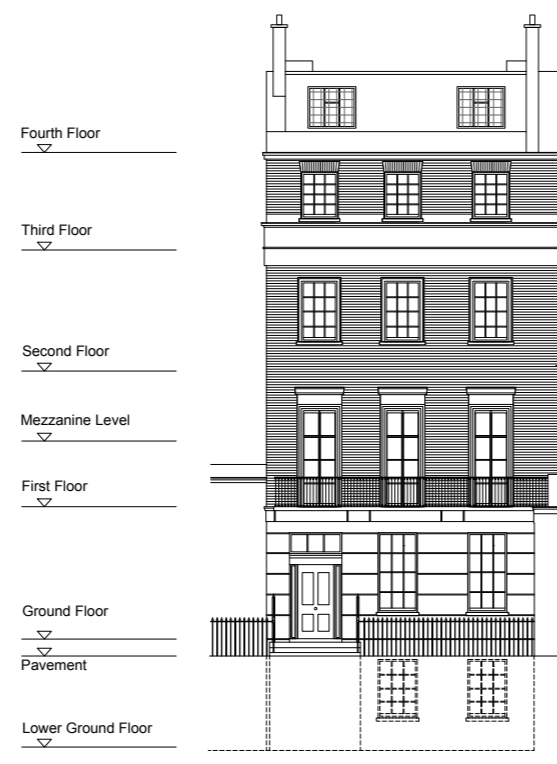 Fourth Floor
Third Floor
Second Floor
Mezzanine Level
First Floor
Ground Floor
Pavement
Lower Ground Floor